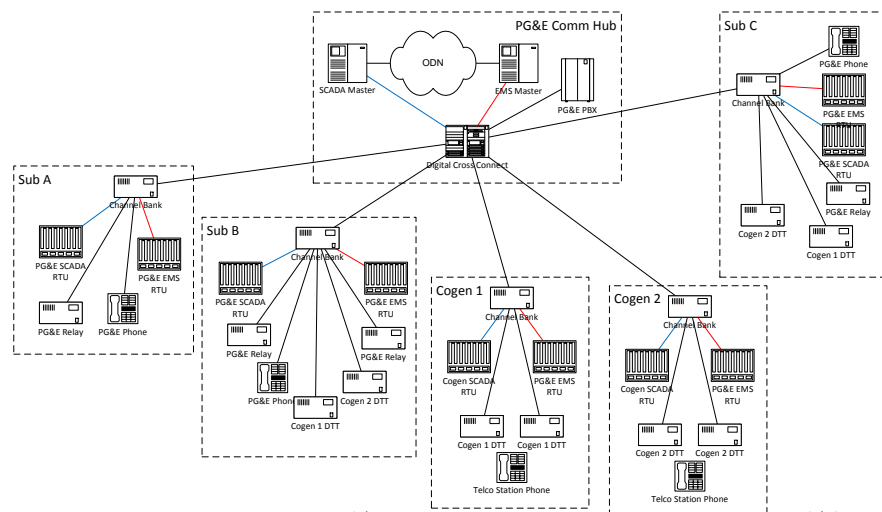 PG&E Comm Hub
ODN
SCADA Master
EMS Master
PG&E PBX
Digital Cross Connect
Sub C
PG&E Phone
Channel Bank
PG&E EMS
RTU
PG&E SCADA
RTU
PG&E Relay
Cogen 2 DTT
Cogen 1 DTT
Sub A
Channel Bank
PG&E SCADA
RTU
PG&E EMS
RTU
PG&E Relay
PG&E Phone
Sub B
Channel Bank
PG&E SCADA
RTU
PG&E EMS
RTU
PG&E Relay
PG&E Relay
PG&E Phone
Cogen 2 DTT
Cogen 1 DTT
Cogen 1
Channel Bank
Cogen SCADA
RTU
PG&E EMS
RTU
Cogen 1 DTT
Cogen 1 DTT
Telco Station Phone
Cogen 2
Channel Bank
Cogen SCADA
RTU
PG&E EMS
RTU
Cogen 2 DTT
Cogen 2 DTT
Telco Station Phone